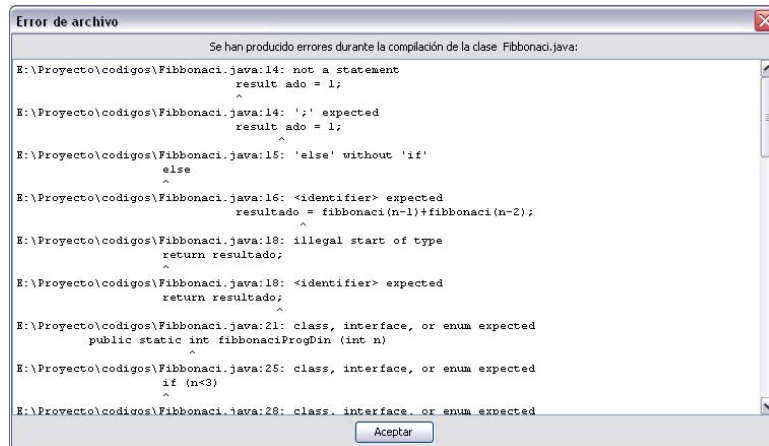 Error de archivo
Se han producido errores durante la compilación de la clase Fibbonaci.java:
E:\Proyecto\codigos\Fibbonaci.java:14: not a statement
result ado = 1;
^
E:\Proyecto\codigos\Fibbonaci.java:14: ';' expected
result ado = 1;
^
E:\Proyecto\codigos\Fibbonaci.java:15: 'else' without 'if'
else
^
E:\Proyecto\codigos\Fibbonaci.java:16: <identifier> expected
resultado = fibbonaci(n-1)+fibbonaci(n-2);
^
E:\Proyecto\codigos\Fibbonaci.java:18: illegal start of type
return resultado;
^
E:\Proyecto\codigos\Fibbonaci.java:18: <identifier> expected
return resultado;
^
E:\Proyecto\codigos\Fibbonaci.java:21: class, interface, or enum expected
public static int fibbonaciProgDin (int n)
^
E:\Proyecto\codigos\Fibbonaci.java:25: class, interface, or enum expected
if (n<3)
^
E:\Proyecto\codigos\Fibbonaci.java:28: class, interface, or enum expected
Aceptar